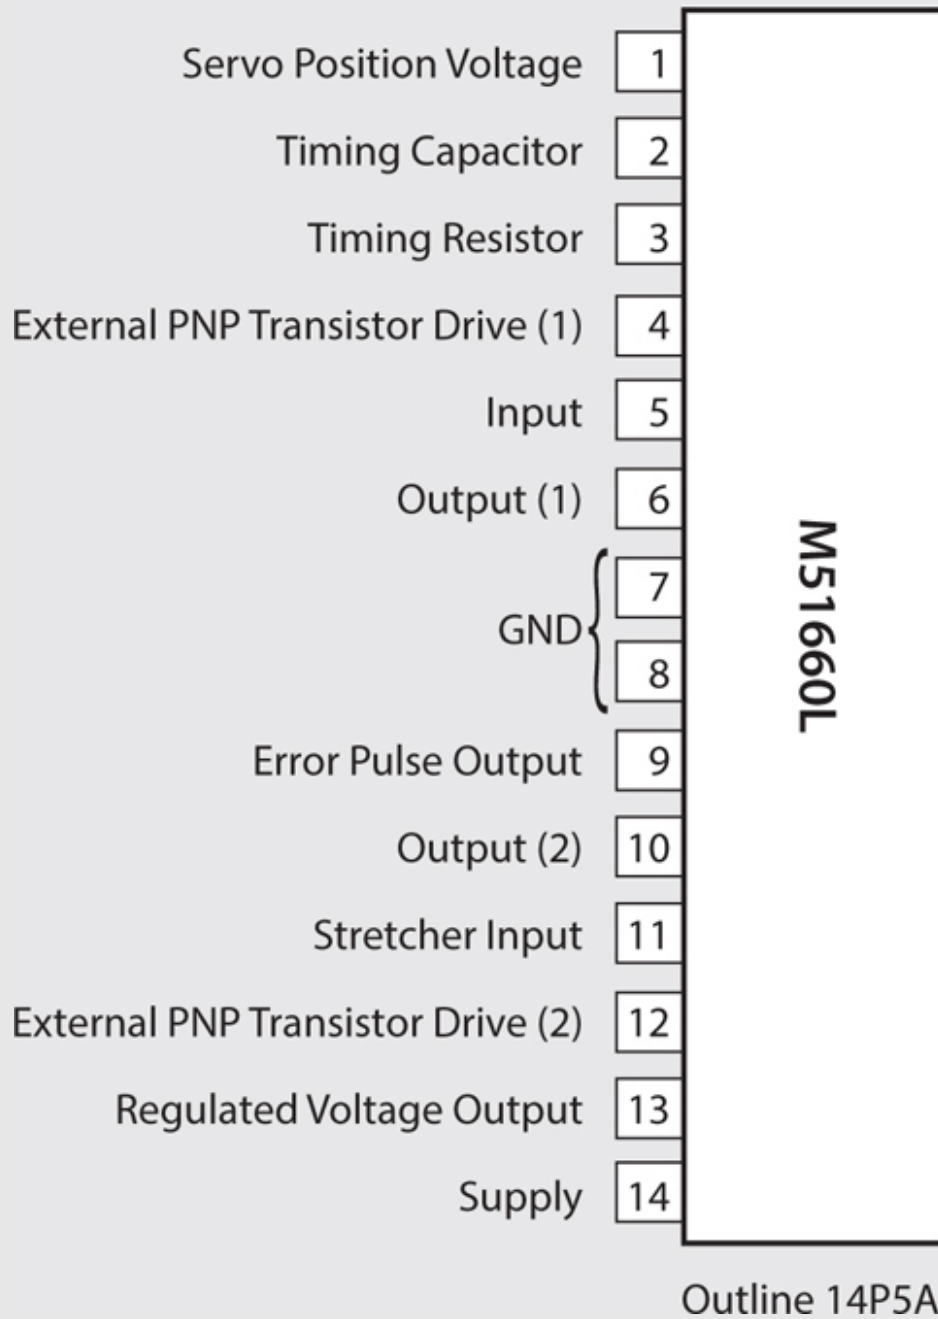 Servo Position Voltage 1
Timing Capacitor 2
Timing Resistor 3
External PNP Transistor Drive (1) 4
Input 5
Output (1) 6
7
GND
8
Error Pulse Output 9
Output (2) 10
Stretcher Input 11
External PNP Transistor Drive (2) 12
Regulated Voltage Output 13
Supply 14
M51660L
Outline 14P5A